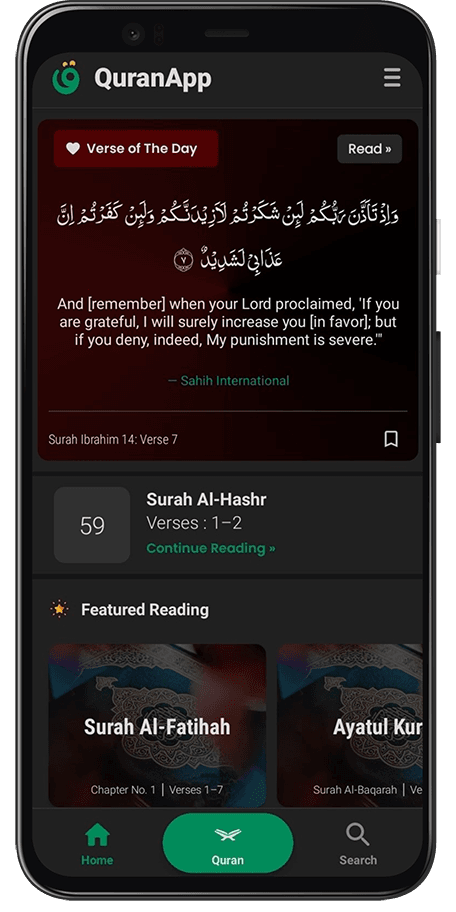 QuranApp
Verse of The Day
Read »
وَاِذْ تَاَذَّنَ رَبُّكُمْ لَئِنْ شَكَرْتُمْ لَاَزِيْدَنَّكُمْ وَلَئِنْ كَفَرْتُمْ اِنَّ
عَذَابِيْ لَشَدِيْدٌ ۝٧
And [remember] when your Lord proclaimed, 'If you
are grateful, I will surely increase you [in favor]; but
if you deny, indeed, My punishment is severe.'"
— Sahih International
Surah Ibrahim 14: Verse 7
59
Surah Al-Hashr
Verses : 1–2
Continue Reading »
Featured Reading
Surah Al-Fatihah
Ayatul Kur
Chapter No. 1 | Verses 1–7
Surah Al-Baqarah | Ve
Home
Quran
Search